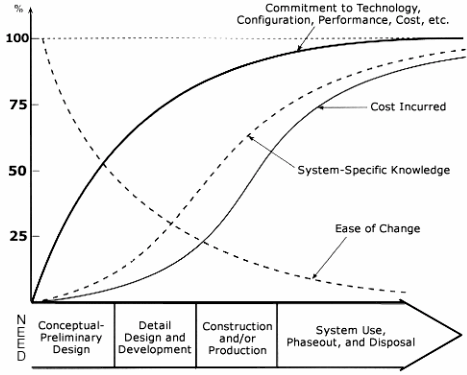 %
Commitment to Technology,
Configuration, Performance, Cost, etc.
100
75
Cost Incurred
50
System-Specific Knowledge
25
Ease of Change
NEED
Conceptual-
Preliminary
Design
Detail
Design and
Development
Construction
and/or
Production
System Use,
Phaseout, and Disposal